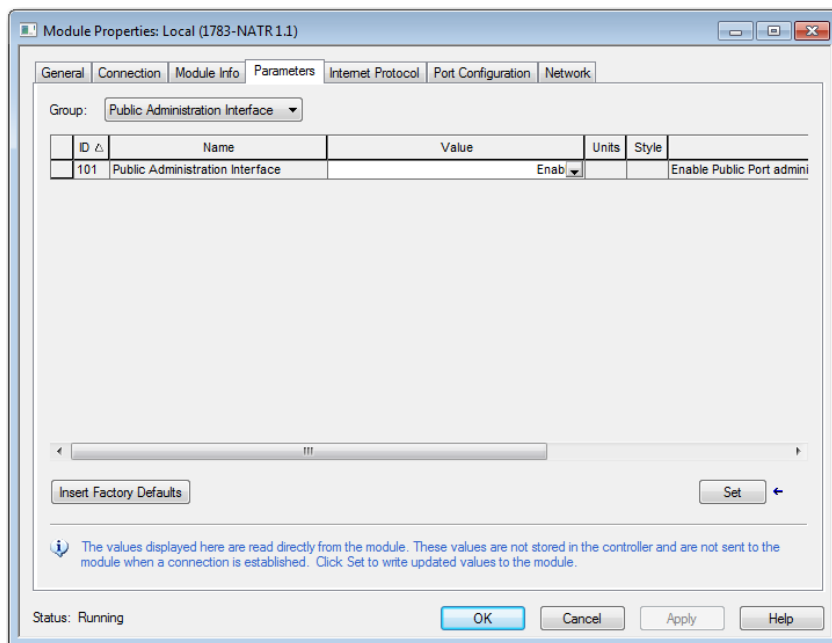 Module Properties: Local (1783-NATR 1.1)
General Connection Module Info Parameters Internet Protocol Port Configuration Network
Group: Public Administration Interface
ID Name Value Units Style
101 Public Administration Interface Enab Enable Public Port admini
Insert Factory Defaults Set
The values displayed here are read directly from the module. These values are not stored in the controller and are not sent to the
module when a connection is established. Click Set to write updated values to the module.
Status: Running OK Cancel Apply Help